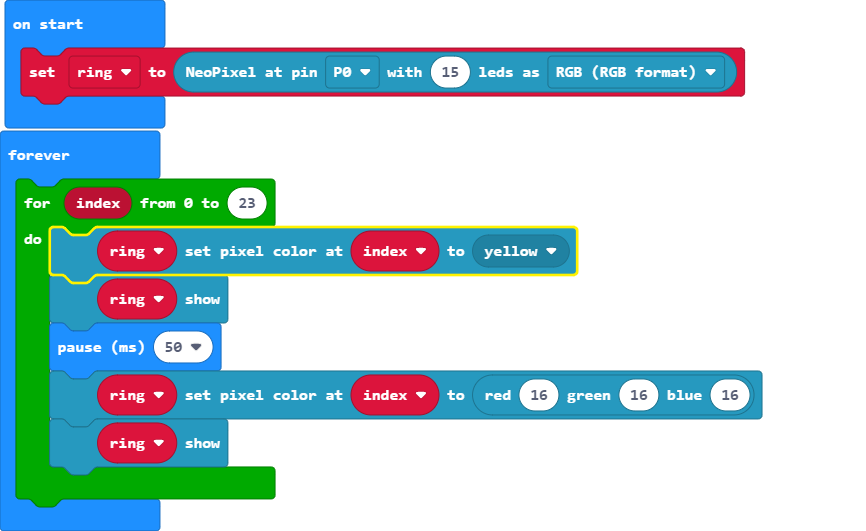 on start
set ring to NeoPixel at pin P0 with 15 leds as RGB (RGB format)
forever
for index from 0 to 23
do
ring set pixel color at index to yellow
ring show
pause (ms) 50
ring set pixel color at index to red 16 green 16 blue 16
ring show